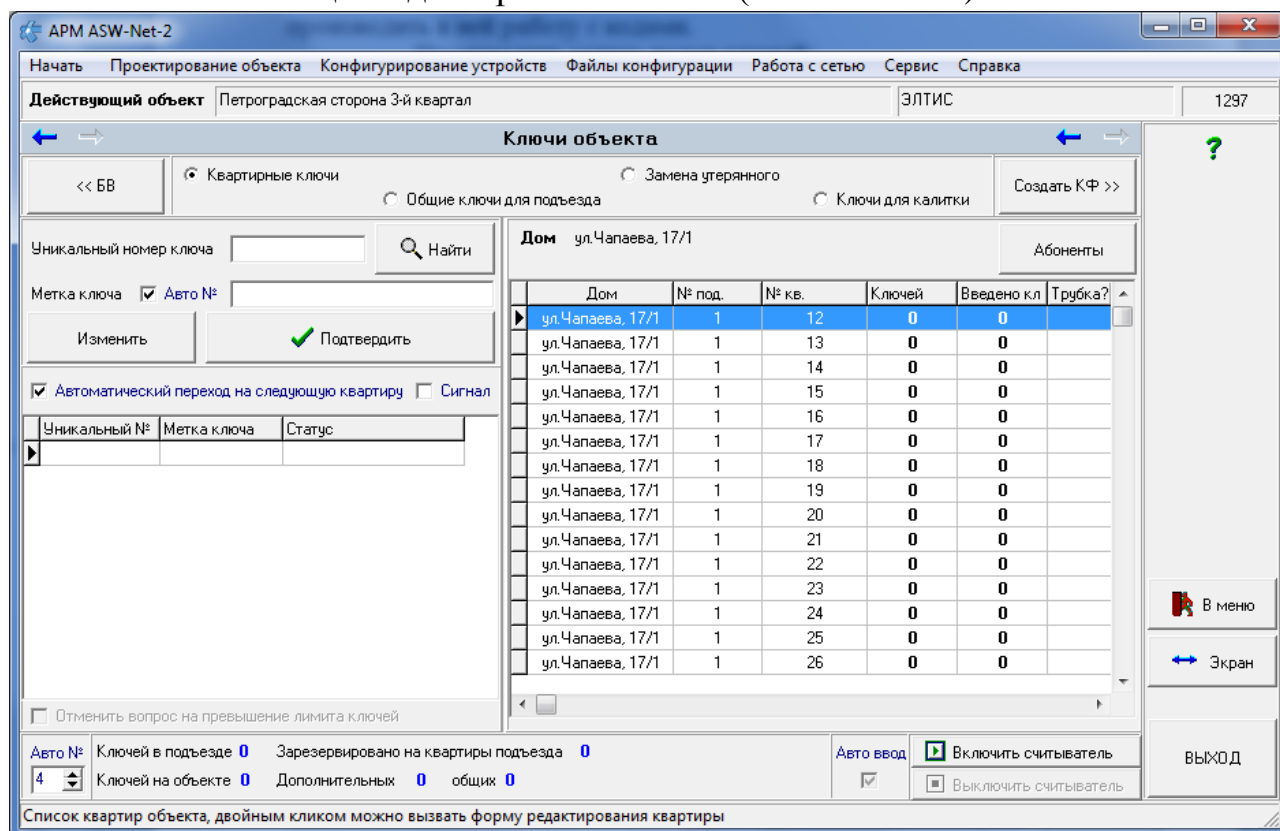 АРМ ASW-Net-2
Начать Проектирование объекта Конфигурирование устройств Файлы конфигурации Работа с сетью Сервис Справка
Действующий объект Петроградская сторона 3-й квартал ЭЛТИС 1297
Ключи объекта
?
<< БВ
Квартирные ключи Замена утерянного
Общие ключи для подъезда Ключи для калитки
Создать КФ >>
Уникальный номер ключа Найти
Метка ключа Авто №
Изменить Подтвердить
Автоматический переход на следующую квартиру Сигнал
Уникальный № Метка ключа Статус
Отменить вопрос на превышение лимита ключей
Дом ул.Чапаева, 17/1
Абоненты
Дом № под. № кв. Ключей Введено кл Трубка?
ул.Чапаева, 17/1 1 12 0 0
ул.Чапаева, 17/1 1 13 0 0
ул.Чапаева, 17/1 1 14 0 0
ул.Чапаева, 17/1 1 15 0 0
ул.Чапаева, 17/1 1 16 0 0
ул.Чапаева, 17/1 1 17 0 0
ул.Чапаева, 17/1 1 18 0 0
ул.Чапаева, 17/1 1 19 0 0
ул.Чапаева, 17/1 1 20 0 0
ул.Чапаева, 17/1 1 21 0 0
ул.Чапаева, 17/1 1 22 0 0
ул.Чапаева, 17/1 1 23 0 0
ул.Чапаева, 17/1 1 24 0 0
ул.Чапаева, 17/1 1 25 0 0
ул.Чапаева, 17/1 1 26 0 0
В меню
Экран
Авто № Ключей в подъезде 0 Зарезервировано на квартиры подъезда 0 Авто ввод Включить считыватель
4 Ключей на объекте 0 Дополнительных 0 общих 0 Выключить считыватель
ВЫХОД
Список квартир объекта, двойным кликом можно вызвать форму редактирования квартиры